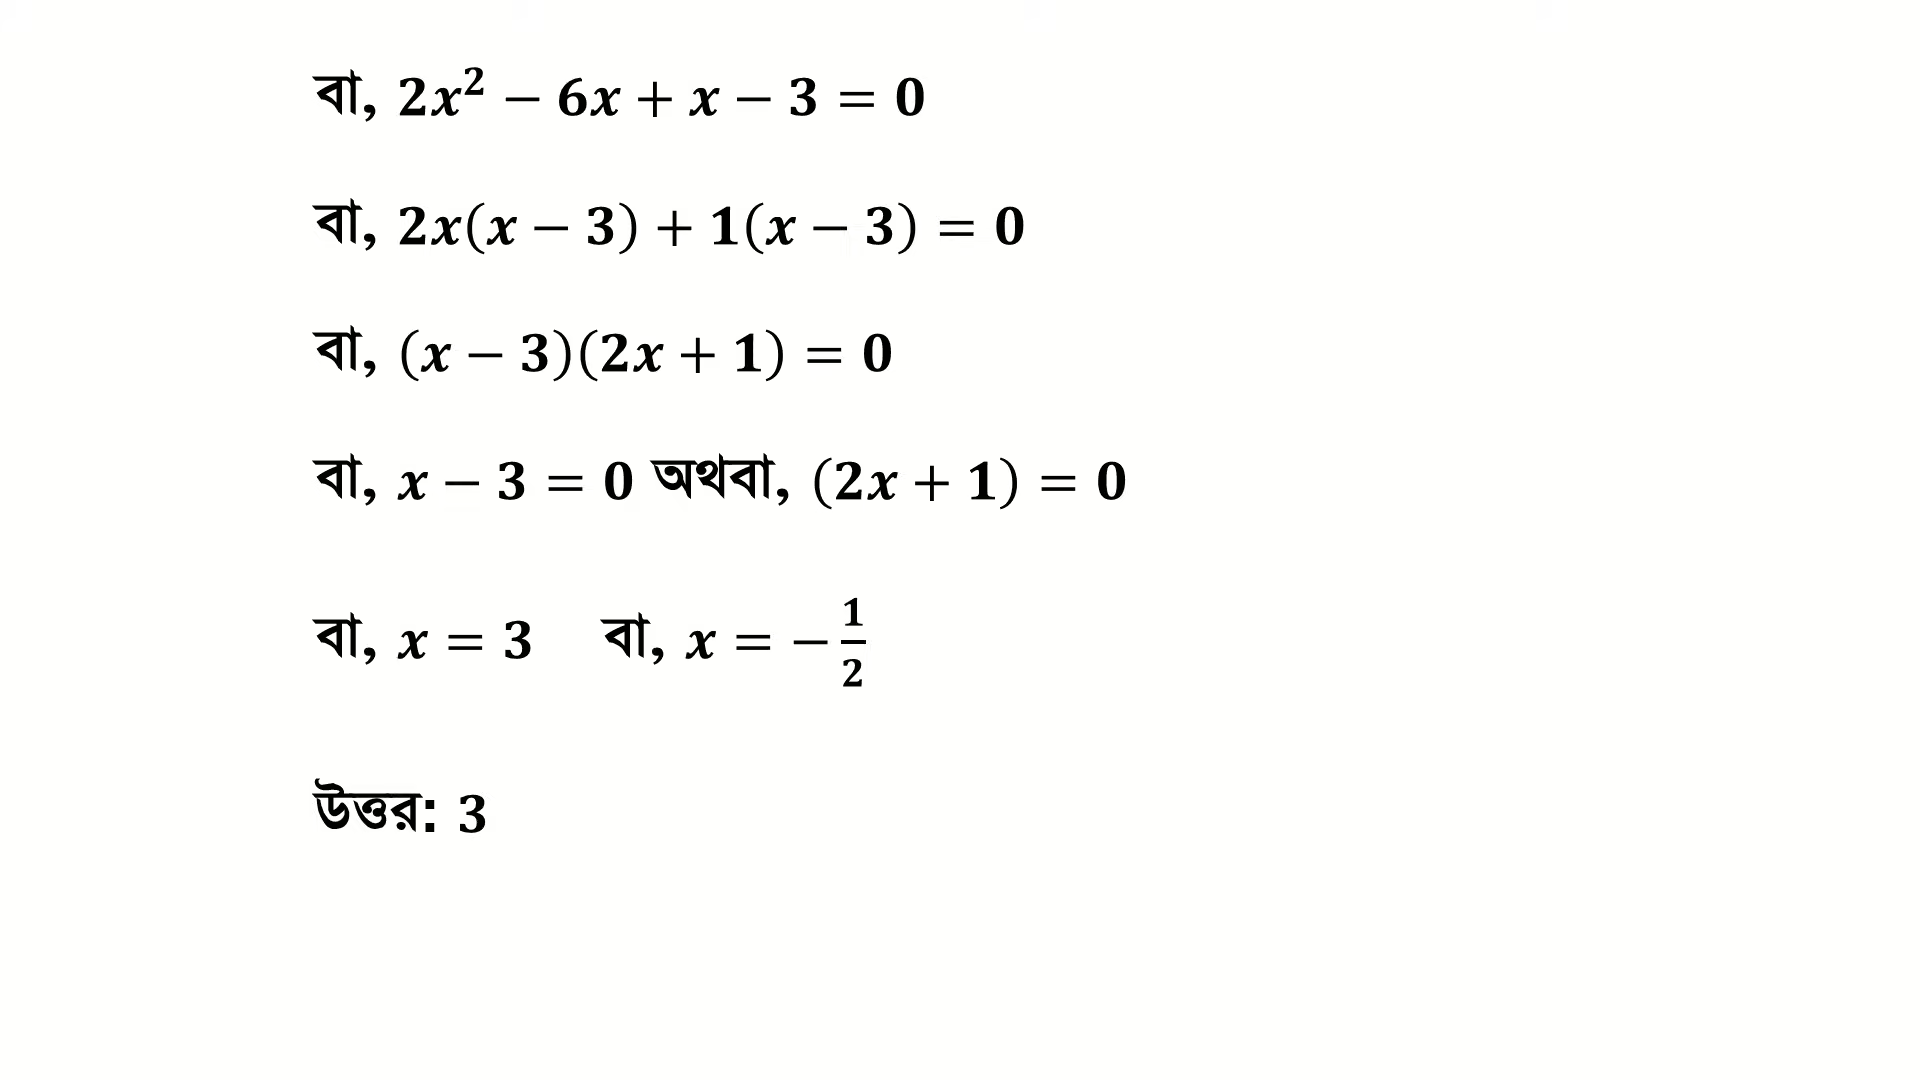 বা, 2x² − 6x + x − 3 = 0
বা, 2x(x − 3) + 1(x − 3) = 0
বা, (x − 3)(2x + 1) = 0
বা, x − 3 = 0 অথবা, (2x + 1) = 0
বা, x = 3 বা, x = −1/2
উত্তর: 3